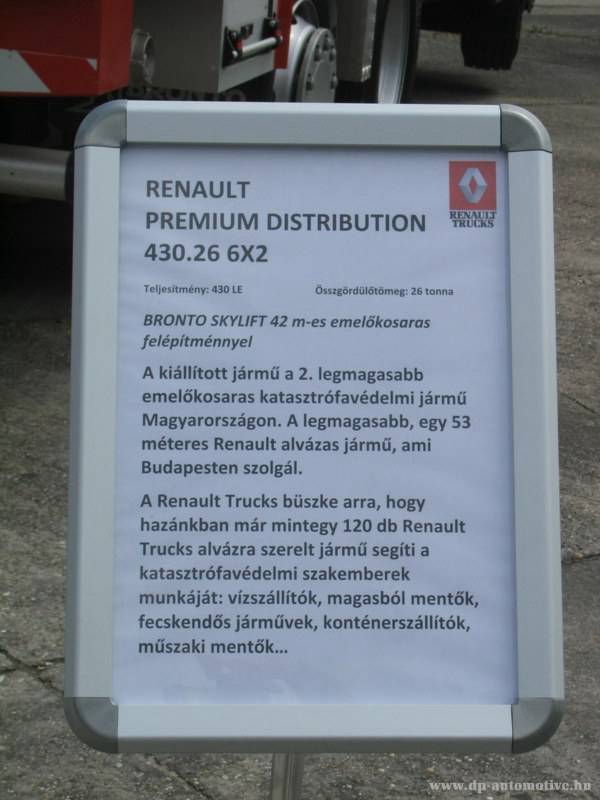 BRONTO
RENAULT
PREMIUM DISTRIBUTION
430.26 6X2
RENAULT
TRUCKS
Teljesítmény: 430 LE Összgördülőtömeg: 26 tonna
BRONTO SKYLIFT 42 m-es emelőkosaras
felépítménnyel
A kiállított jármű a 2. legmagasabb
emelőkosaras katasztrófavédelmi jármű
Magyarországon. A legmagasabb, egy 53
méteres Renault alvázas jármű, ami
Budapesten szolgál.
A Renault Trucks büszke arra, hogy
hazánkban már mintegy 120 db Renault
Trucks alvázra szerelt jármű segíti a
katasztrófavédelmi szakemberek
munkáját: vízszállítók, magasból mentők,
fecskendős járművek, konténerszállítók,
műszaki mentők...
www.dp-automotive.hu